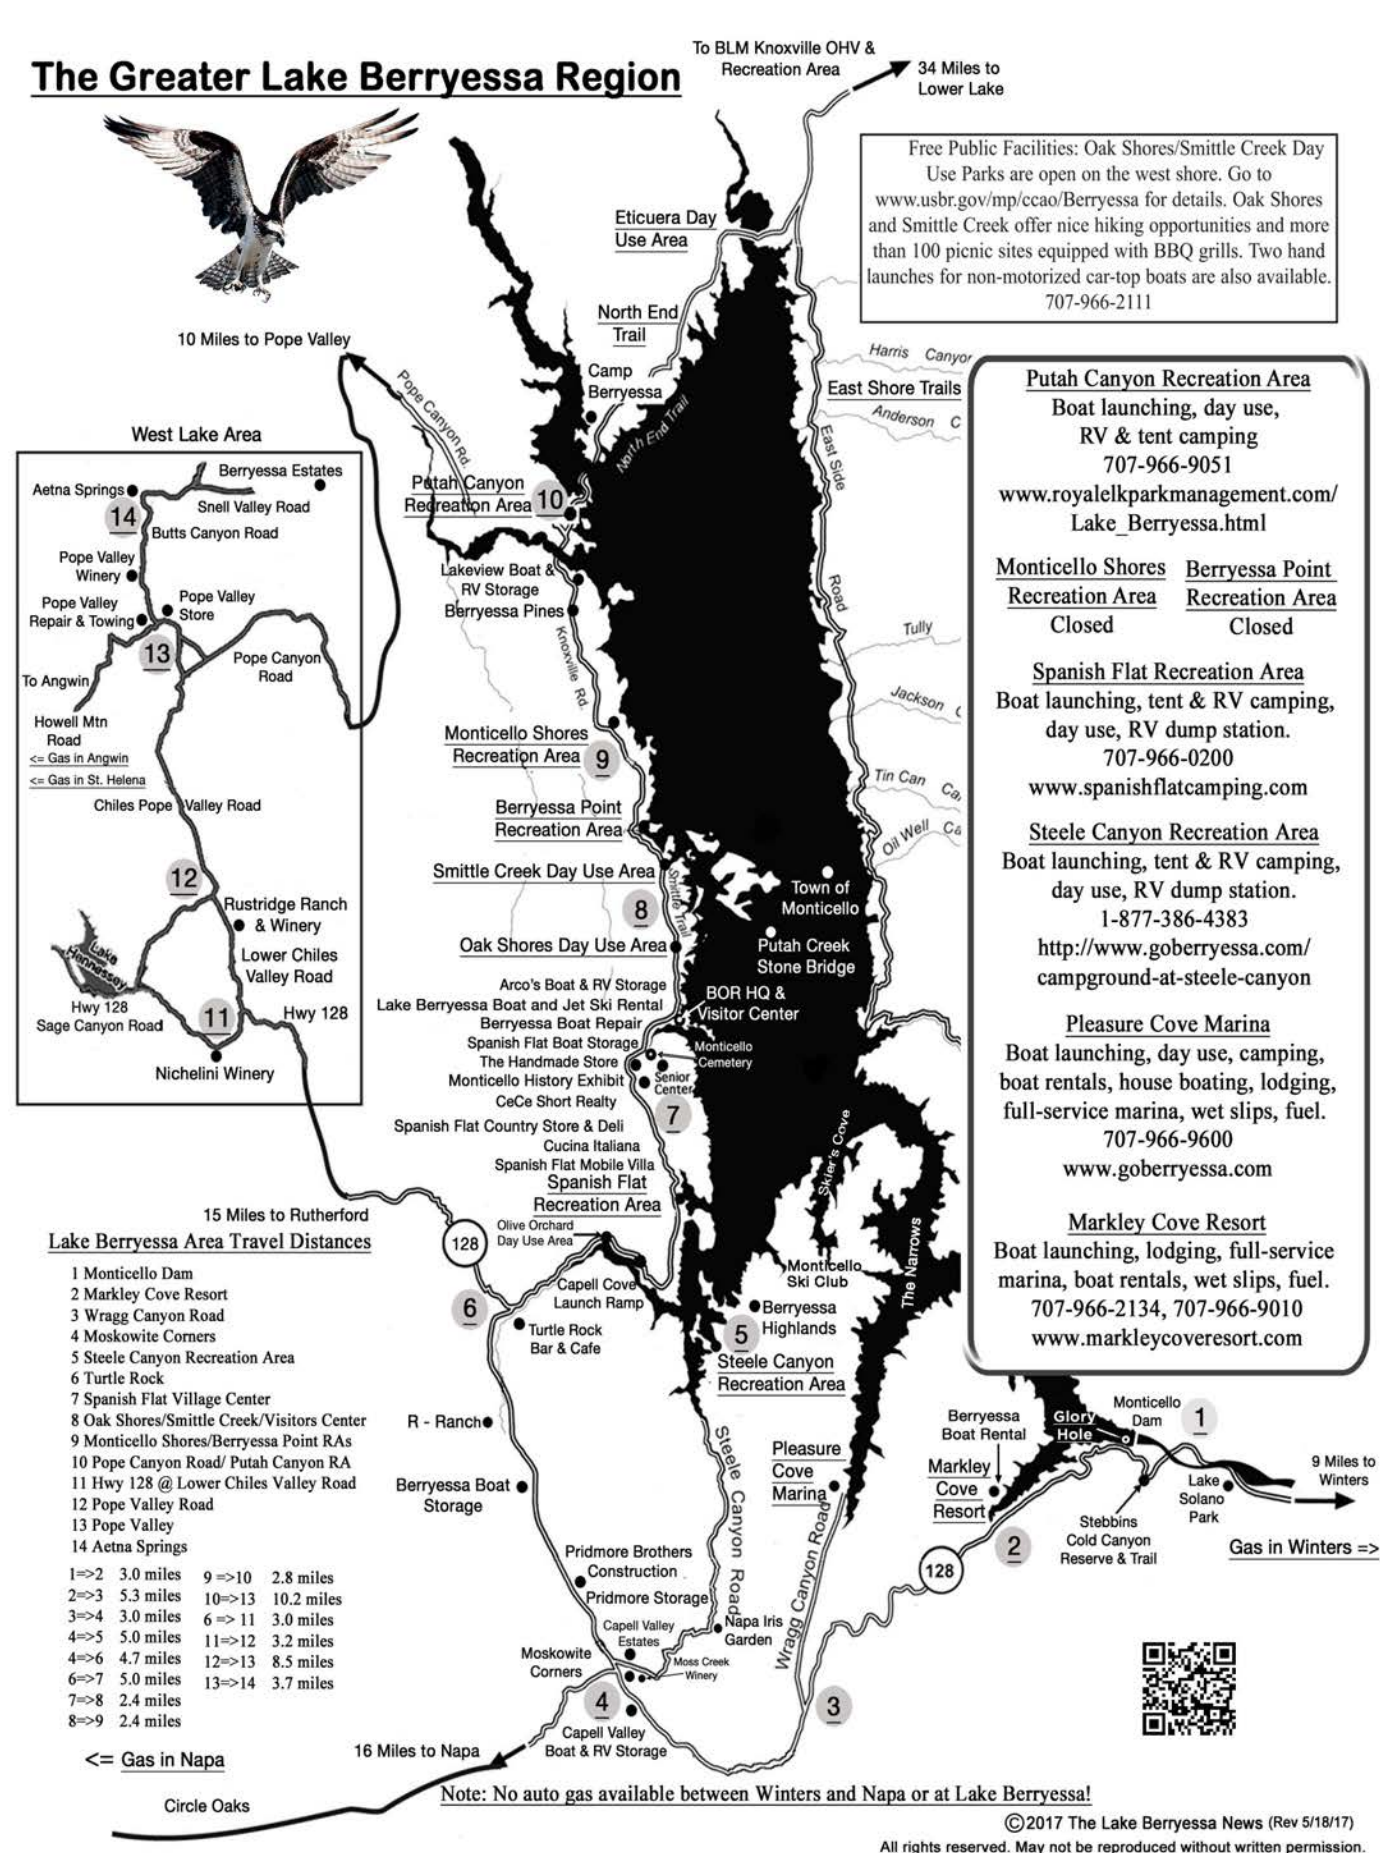 The Greater Lake Berryessa Region
To BLM Knoxville OHV &
Recreation Area
34 Miles to
Lower Lake
Free Public Facilities: Oak Shores/Smittle Creek Day
Use Parks are open on the west shore. Go to
www.usbr.gov/mp/ccao/Berryessa for details. Oak Shores
and Smittle Creek offer nice hiking opportunities and more
than 100 picnic sites equipped with BBQ grills. Two hand
launches for non-motorized car-top boats are also available.
707-966-2111
Eticuera Day
Use Area
North End
Trail
Camp
Berryessa
North End Trail
10 Miles to Pope Valley
Pope Canyon Rd.
Putah Canyon
Recreation Area
10
Harris Canyor
East Shore Trails
Anderson C
East Side
Road
Tully
Jackson C
Tin Can Ca
Oil Well Ca
West Lake Area
Berryessa Estates
Aetna Springs
Snell Valley Road
14
Butts Canyon Road
Pope Valley
Winery
Pope Valley
Repair & Towing
Pope Valley
Store
13
Pope Canyon
Road
To Angwin
Howell Mtn
Road
<= Gas in Angwin
<= Gas in St. Helena
Chiles Pope Valley Road
12
Rustridge Ranch
& Winery
Lake
Hennessey
Lower Chiles
Valley Road
Hwy 128
Sage Canyon Road
11
Hwy 128
Nichelini Winery
Lakeview Boat &
RV Storage
Berryessa Pines
Knoxville Rd.
Monticello Shores
Recreation Area
9
Berryessa Point
Recreation Area
Smittle Creek Day Use Area
Smittle Trail
8
Oak Shores Day Use Area
Town of
Monticello
Putah Creek
Stone Bridge
Arco's Boat & RV Storage
Lake Berryessa Boat and Jet Ski Rental
Berryessa Boat Repair
Spanish Flat Boat Storage
The Handmade Store
Monticello History Exhibit
CeCe Short Realty
BOR HQ &
Visitor Center
Monticello
Cemetery
Senior
Center
7
Spanish Flat Country Store & Deli
Cucina Italiana
Spanish Flat Mobile Villa
Spanish Flat
Recreation Area
Olive Orchard
Day Use Area
Skier's Cove
The Narrows
Putah Canyon Recreation Area
Boat launching, day use,
RV & tent camping
707-966-9051
www.royalelkparkmanagement.com/
Lake_Berryessa.html
Monticello Shores
Recreation Area
Closed
Berryessa Point
Recreation Area
Closed
Spanish Flat Recreation Area
Boat launching, tent & RV camping,
day use, RV dump station.
707-966-0200
www.spanishflatcamping.com
Steele Canyon Recreation Area
Boat launching, tent & RV camping,
day use, RV dump station.
1-877-386-4383
http://www.goberryessa.com/
campground-at-steele-canyon
Pleasure Cove Marina
Boat launching, day use, camping,
boat rentals, house boating, lodging,
full-service marina, wet slips, fuel.
707-966-9600
www.goberryessa.com
Markley Cove Resort
Boat launching, lodging, full-service
marina, boat rentals, wet slips, fuel.
707-966-2134, 707-966-9010
www.markleycoveresort.com
15 Miles to Rutherford
128
Lake Berryessa Area Travel Distances
1 Monticello Dam
2 Markley Cove Resort
3 Wragg Canyon Road
4 Moskowite Corners
5 Steele Canyon Recreation Area
6 Turtle Rock
7 Spanish Flat Village Center
8 Oak Shores/Smittle Creek/Visitors Center
9 Monticello Shores/Berryessa Point RAs
10 Pope Canyon Road/ Putah Canyon RA
11 Hwy 128 @ Lower Chiles Valley Road
12 Pope Valley Road
13 Pope Valley
14 Aetna Springs
1=>2 3.0 miles
2=>3 5.3 miles
3=>4 3.0 miles
4=>5 5.0 miles
4=>6 4.7 miles
6=>7 5.0 miles
7=>8 2.4 miles
8=>9 2.4 miles
9 =>10 2.8 miles
10=>13 10.2 miles
6 => 11 3.0 miles
11=>12 3.2 miles
12=>13 8.5 miles
13=>14 3.7 miles
Capell Cove
Launch Ramp
6
Turtle Rock
Bar & Cafe
Monticello
Ski Club
Berryessa
Highlands
5
Steele Canyon
Recreation Area
R - Ranch
Berryessa Boat
Storage
Steele Canyon Road
Pleasure
Cove
Marina
Wragg Canyon Road
Pridmore Brothers
Construction
Pridmore Storage
Napa Iris
Garden
Capell Valley
Estates
Moss Creek
Winery
Moskowite
Corners
4
Capell Valley
Boat & RV Storage
3
Berryessa
Boat Rental
Glory
Hole
Monticello
Dam
1
Markley
Cove
Resort
2
128
Stebbins
Cold Canyon
Reserve & Trail
Lake
Solano
Park
9 Miles to
Winters
Gas in Winters =>
<= Gas in Napa
16 Miles to Napa
Circle Oaks
Note: No auto gas available between Winters and Napa or at Lake Berryessa!
©2017 The Lake Berryessa News (Rev 5/18/17)
All rights reserved. May not be reproduced without written permission.